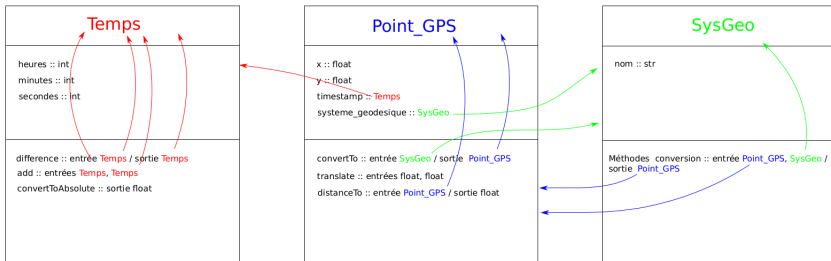 Temps
heures :: int
minutes :: int
secondes :: int
difference :: entrée Temps / sortie Temps
add :: entrées Temps, Temps
convertToAbsolute :: sortie float
Point_GPS
x :: float
y :: float
timestamp :: Temps
systeme_geodesique :: SysGeo
convertTo :: entrée SysGeo / sortie Point_GPS
translate :: entrées float, float
distanceTo :: entrée Point_GPS / sortie float
SysGeo
nom :: str
Méthodes conversion :: entrée Point_GPS, SysGeo /
sortie Point_GPS